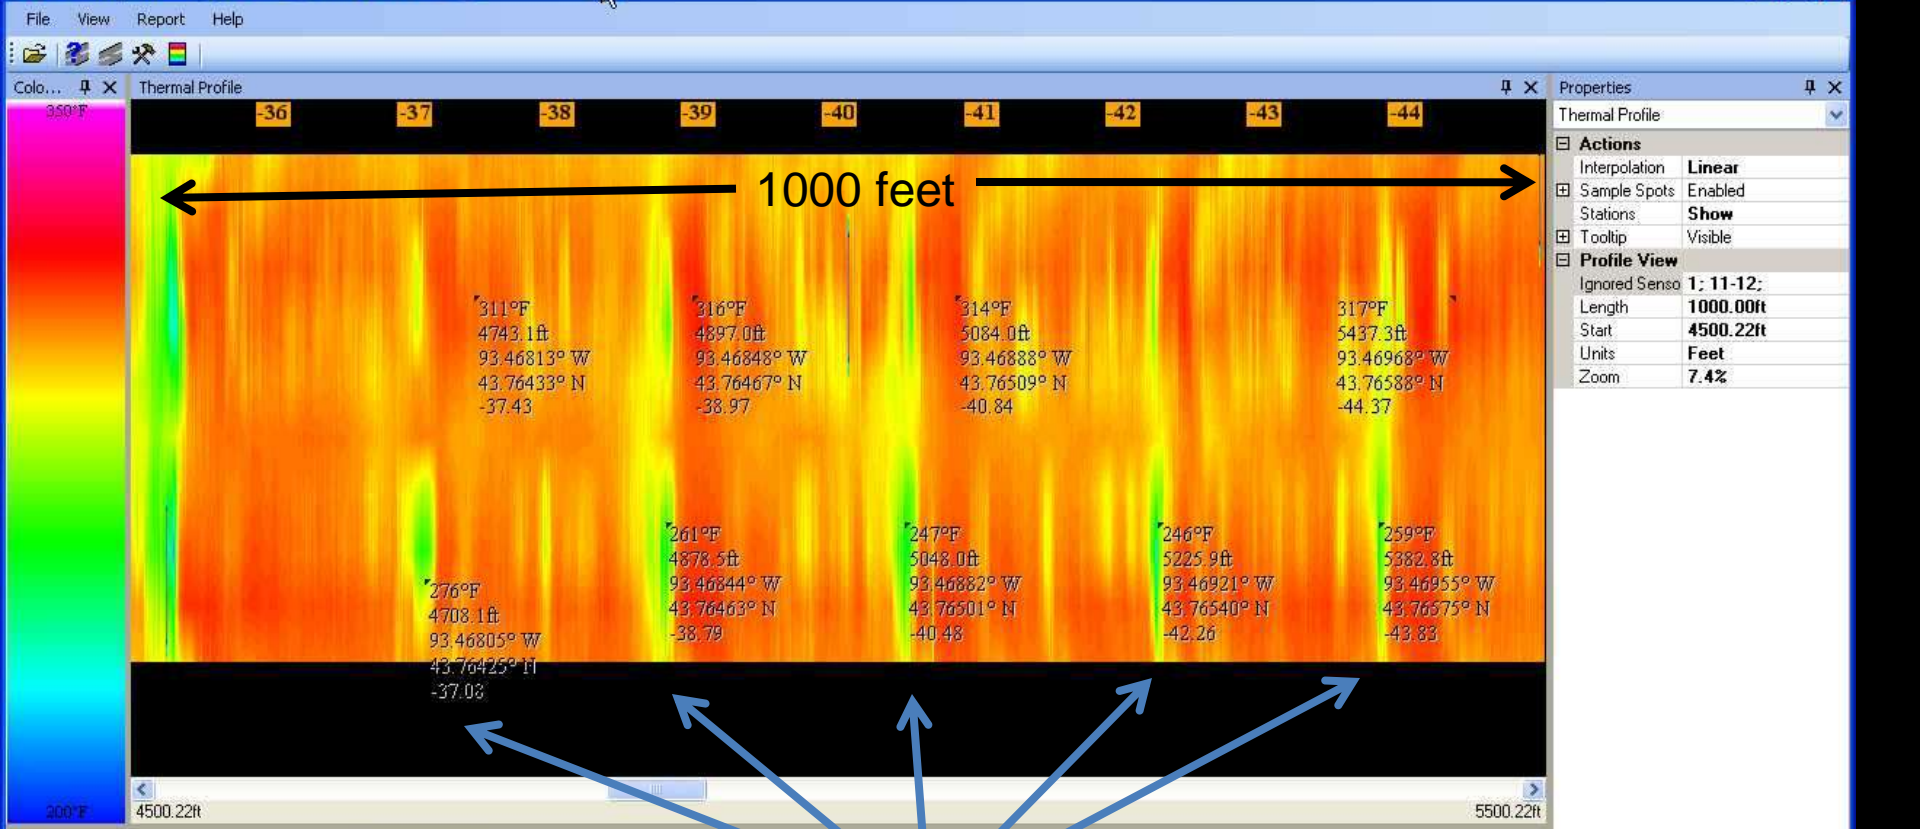 File View Report Help
Colo...
Thermal Profile
Properties
350°F
-36 -37 -38 -39 -40 -41 -42 -43 -44
Thermal Profile
Actions
Interpolation Linear
Sample Spots Enabled
Stations Show
Tooltip Visible
Profile View
Ignored Senso 1; 11-12;
Length 1000.00ft
Start 4500.22ft
Units Feet
Zoom 7.4%
1000 feet
311°F
4743.1ft
93.46813° W
43.76433° N
-37.43
316°F
4897.0ft
93.46848° W
43.76467° N
-38.97
314°F
5084.0ft
93.46888° W
43.76509° N
-40.84
317°F
5437.3ft
93.46968° W
43.76588° N
-44.37
276°F
4708.1ft
93.46805° W
43.76425° N
-37.08
261°F
4878.5ft
93.46844° W
43.76463° N
-38.79
247°F
5048.0ft
93.46882° W
43.76501° N
-40.48
246°F
5225.9ft
93.46921° W
43.76540° N
-42.26
259°F
5382.8ft
93.46955° W
43.76575° N
-43.83
200°F
4500.22ft
5500.22ft